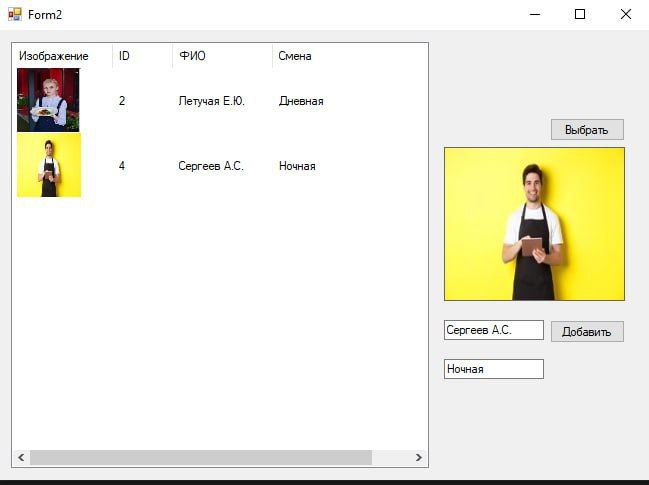 Form2
Изображение ID ФИО Смена
2 Летучая Е.Ю. Дневная
4 Сергеев А.С. Ночная
Выбрать
Сергеев А.С. Добавить
Ночная